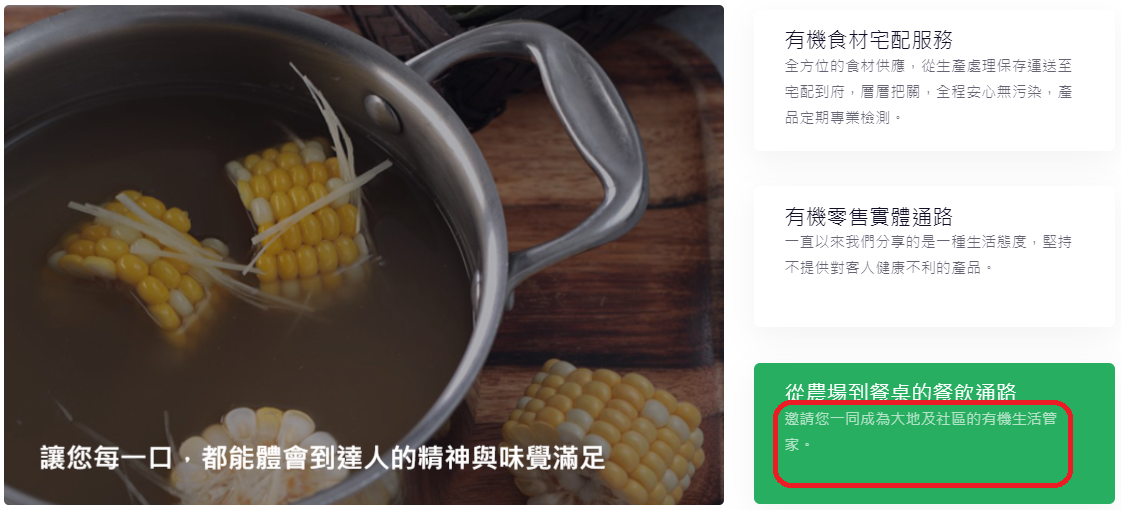 讓您每一口，都能體會到達人的精神與味覺滿足
有機食材宅配服務
全方位的食材供應，從生產處理保存運送至
宅配到府，層層把關，全程安心無污染，產
品定期專業檢測。
有機零售實體通路
一直以來我們分享的是一種生活態度，堅持
不提供對客人健康不利的產品。
從農場到餐桌的餐飲通路
邀請您一同成為大地及社區的有機生活管
家。